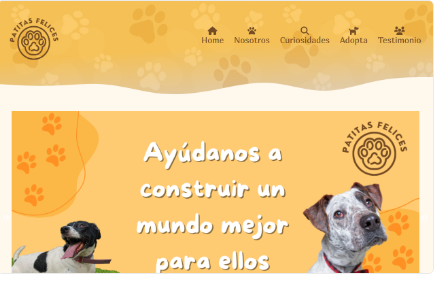 PATITAS FELICES
Home Nosotros Curiosidades Adopta Testimonio
PATITAS FELICES
Ayúdanos a
construir un
mundo mejor
para ellos